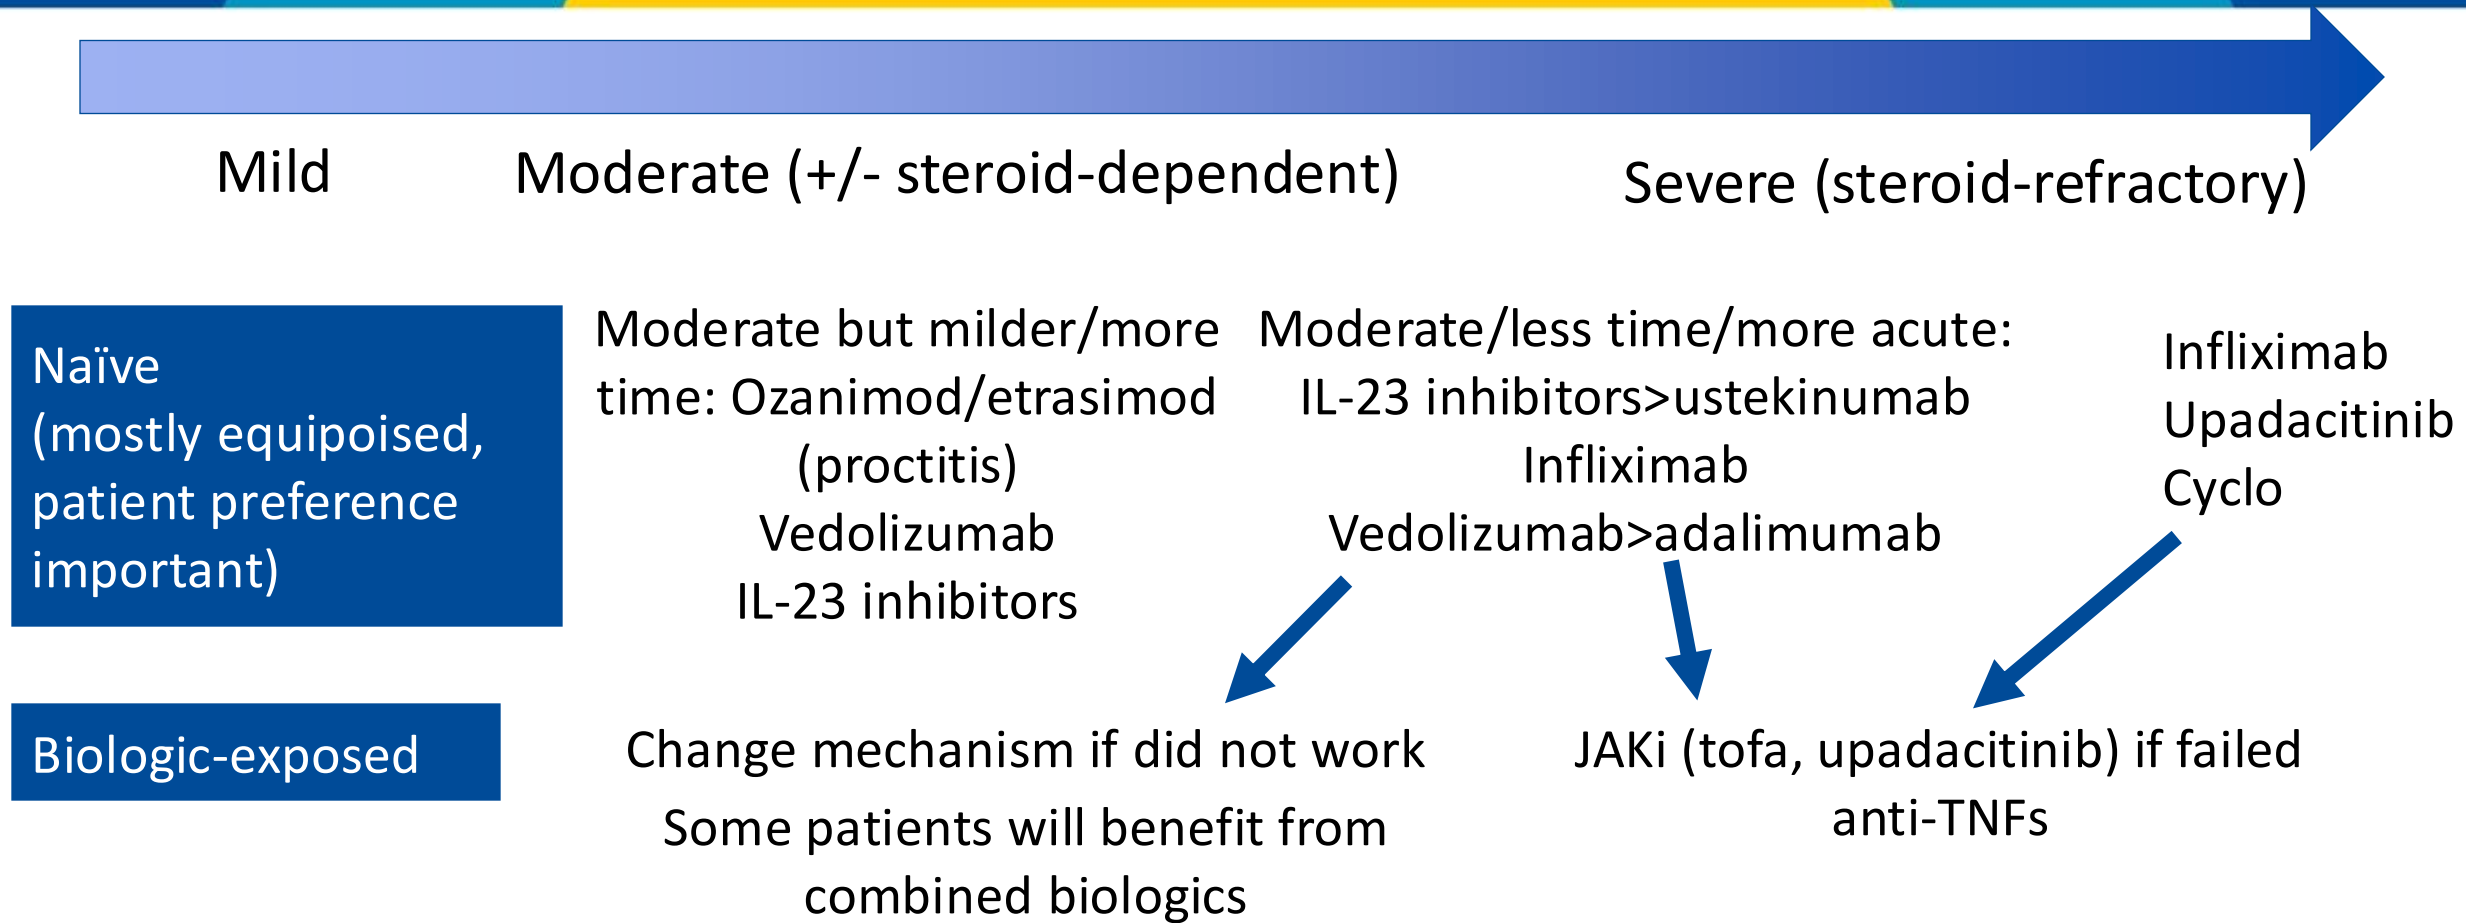 Mild
Moderate (+/- steroid-dependent)
Severe (steroid-refractory)
Naïve
(mostly equipoised,
patient preference
important)
Moderate but milder/more
time: Ozanimod/etrasimod
(proctitis)
Vedolizumab
IL-23 inhibitors
Moderate/less time/more acute:
IL-23 inhibitors>ustekinumab
Infliximab
Vedolizumab>adalimumab
Infliximab
Upadacitinib
Cyclo
Biologic-exposed
Change mechanism if did not work
Some patients will benefit from
combined biologics
JAKi (tofa, upadacitinib) if failed
anti-TNFs